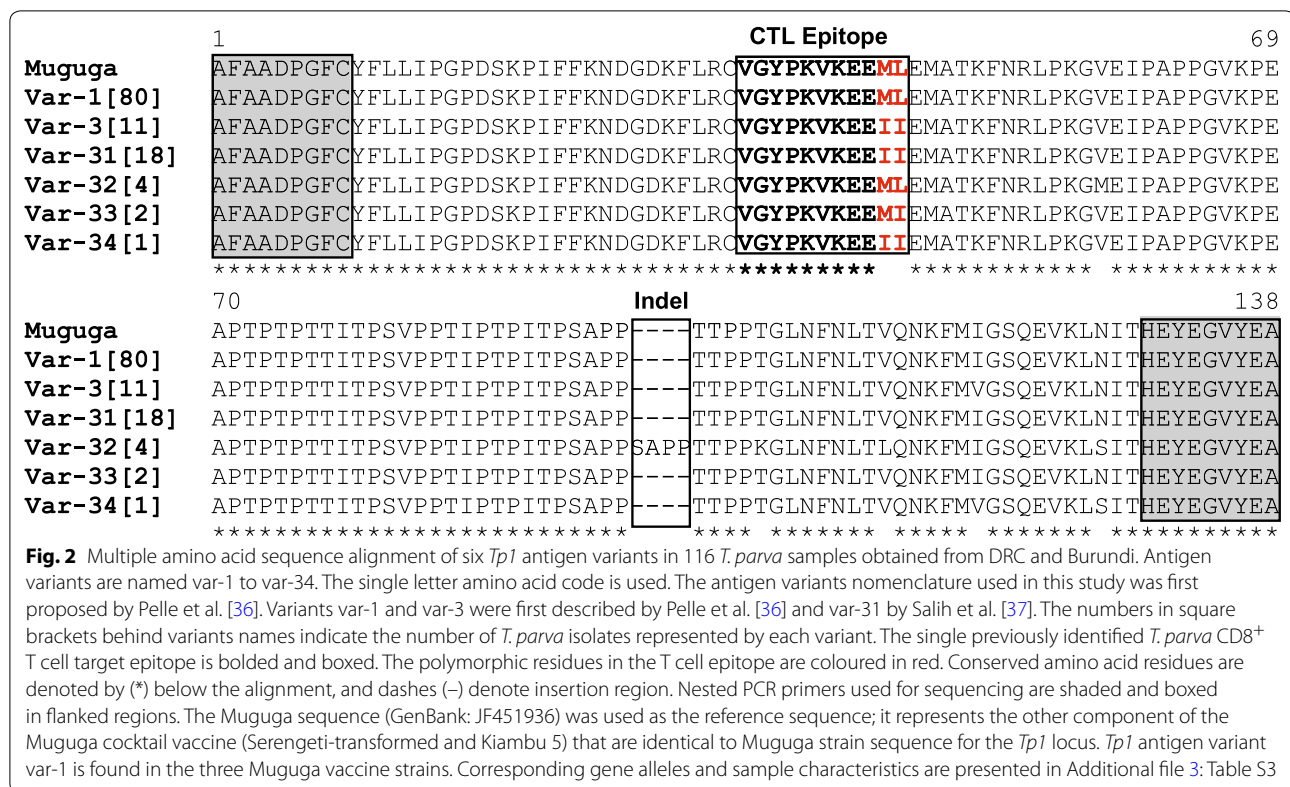 1 CTL Epitope 69
Muguga AFAADPGFCYFLLIPGPDSKPIFFKNDGDKFLRCVGYPKVKEEMLEMATKFNRLPKGVEIPAPPGVKPE
Var-1[80] AFAADPGFCYFLLIPGPDSKPIFFKNDGDKFLRCVGYPKVKEEMLEMATKFNRLPKGVEIPAPPGVKPE
Var-3[11] AFAADPGFCYFLLIPGPDSKPIFFKNDGDKFLRCVGYPKVKEEIIEMATKFNRLPKGVEIPAPPGVKPE
Var-31[18] AFAADPGFCYFLLIPGPDSKPIFFKNDGDKFLRCVGYPKVKEEIIEMATKFNRLPKGVEIPAPPGVKPE
Var-32[4] AFAADPGFCYFLLIPGPDSKPIFFKNDGDKFLRCVGYPKVKEEMLEMATKFNRLPKGMEIPAPPGVKPE
Var-33[2] AFAADPGFCYFLLIPGPDSKPIFFKNDGDKFLRCVGYPKVKEEMIEMATKFNRLPKGVEIPAPPGVKPE
Var-34[1] AFAADPGFCYFLLIPGPDSKPIFFKNDGDKFLRCVGYPKVKEEIIEMATKFNRLPKGVEIPAPPGVKPE
******************************************* ************ ***********
70 Indel 138
Muguga APTPTPTTITPSVPPTIPTPITPSAPP----TTPPTGLNFNLTVQNKFMIGSQEVKLNITHEYEGVYEA
Var-1[80] APTPTPTTITPSVPPTIPTPITPSAPP----TTPPTGLNFNLTVQNKFMIGSQEVKLNITHEYEGVYEA
Var-3[11] APTPTPTTITPSVPPTIPTPITPSAPP----TTPPTGLNFNLTVQNKFMVGSQEVKLNITHEYEGVYEA
Var-31[18] APTPTPTTITPSVPPTIPTPITPSAPP----TTPPTGLNFNLTVQNKFMIGSQEVKLNITHEYEGVYEA
Var-32[4] APTPTPTTITPSVPPTIPTPITPSAPPSAPPTTPPKGLNFNLTLQNKFMIGSQEVKLSITHEYEGVYEA
Var-33[2] APTPTPTTITPSVPPTIPTPITPSAPP----TTPPTGLNFNLTVQNKFMIGSQEVKLNITHEYEGVYEA
Var-34[1] APTPTPTTITPSVPPTIPTPITPSAPP----TTPPTGLNFNLTVQNKFMVGSQEVKLSITHEYEGVYEA
*************************** **** ******* ***** ******* ***********
Fig. 2 Multiple amino acid sequence alignment of six Tp1 antigen variants in 116 T. parva samples obtained from DRC and Burundi. Antigen
variants are named var-1 to var-34. The single letter amino acid code is used. The antigen variants nomenclature used in this study was first
proposed by Pelle et al. [36]. Variants var-1 and var-3 were first described by Pelle et al. [36] and var-31 by Salih et al. [37]. The numbers in square
brackets behind variants names indicate the number of T. parva isolates represented by each variant. The single previously identified T. parva CD8+
T cell target epitope is bolded and boxed. The polymorphic residues in the T cell epitope are coloured in red. Conserved amino acid residues are
denoted by (*) below the alignment, and dashes (–) denote insertion region. Nested PCR primers used for sequencing are shaded and boxed
in flanked regions. The Muguga sequence (GenBank: JF451936) was used as the reference sequence; it represents the other component of the
Muguga cocktail vaccine (Serengeti-transformed and Kiambu 5) that are identical to Muguga strain sequence for the Tp1 locus. Tp1 antigen variant
var-1 is found in the three Muguga vaccine strains. Corresponding gene alleles and sample characteristics are presented in Additional file 3: Table S3